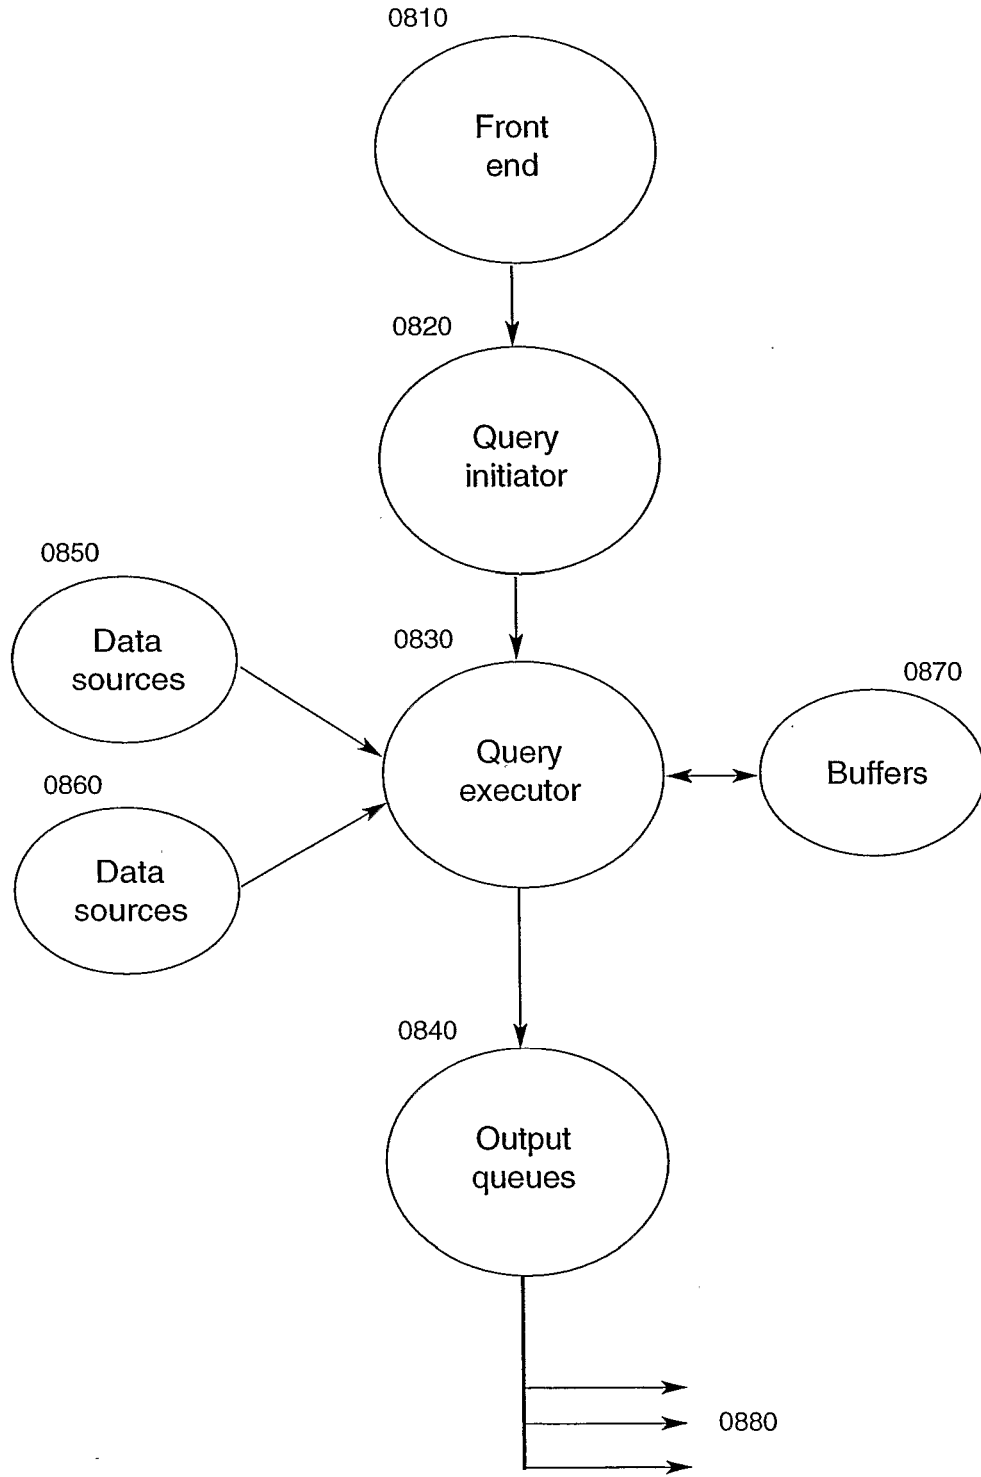 0810
Front
end
0820
Query
initiator
0850
Data
sources
0830
Query
executor
0870
Buffers
0860
Data
sources
0840
Output
queues
0880